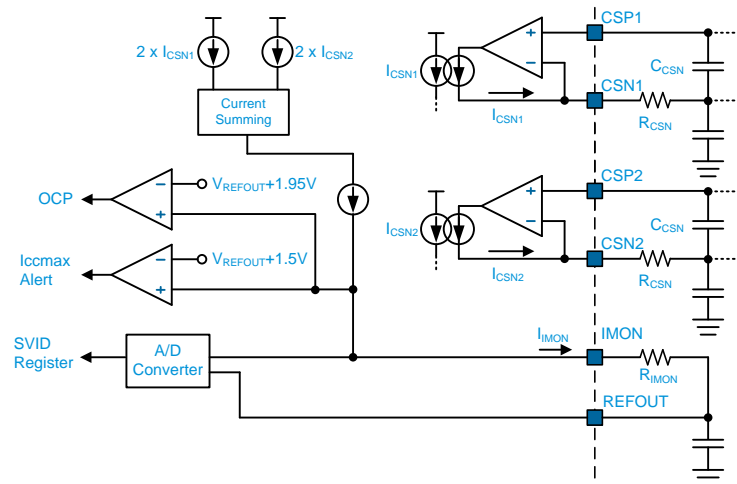 2 x ICSN1
2 x ICSN2
Current
Summing
OCP
VREFOUT+1.95V
Iccmax
Alert
VREFOUT+1.5V
SVID
Register
A/D
Converter
CSP1
ICSN1
CCSN
CSN1
ICSN1
RCSN
CSP2
ICSN2
CCSN
CSN2
ICSN2
RCSN
IIMON
IMON
RIMON
REFOUT